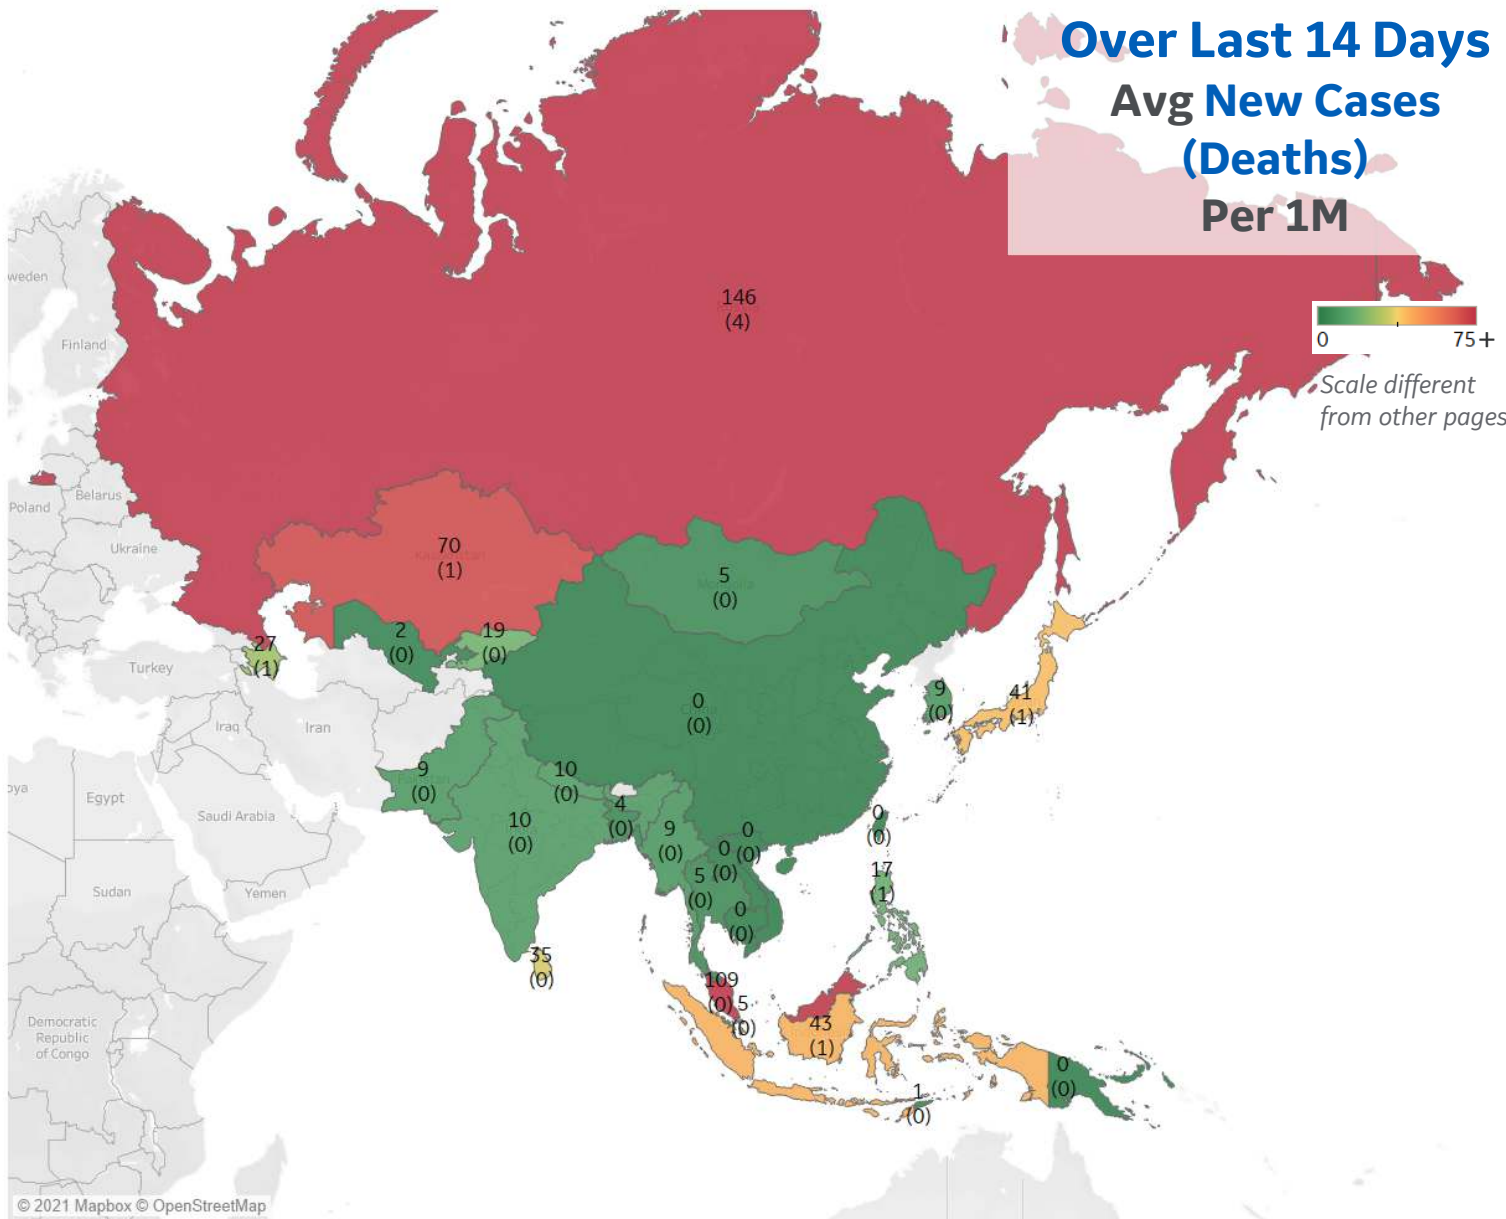 Over Last 14 Days
Avg New Cases
(Deaths)
Per 1M
146
(4)
0 75+
Scale different
from other pages
weden
Finland
Poland
Belarus
Ukraine
Turkey
Iraq
Iran
oya
Egypt
Saudi Arabia
Sudan
Yemen
Democratic
Republic
of Congo
70
(1)
5
(0)
2
(0)
19
(0)
27
(1)
0
(0)
9
(0)
41
(1)
9
(0)
10
(0)
10
(0)
4
(0)
9
(0)
0
(0)
0
(0)
5
(0)
0
(0)
0
(0)
17
(1)
35
(0)
109
(0)
5
(0)
43
(1)
1
(0)
0
(0)
© 2021 Mapbox © OpenStreetMap